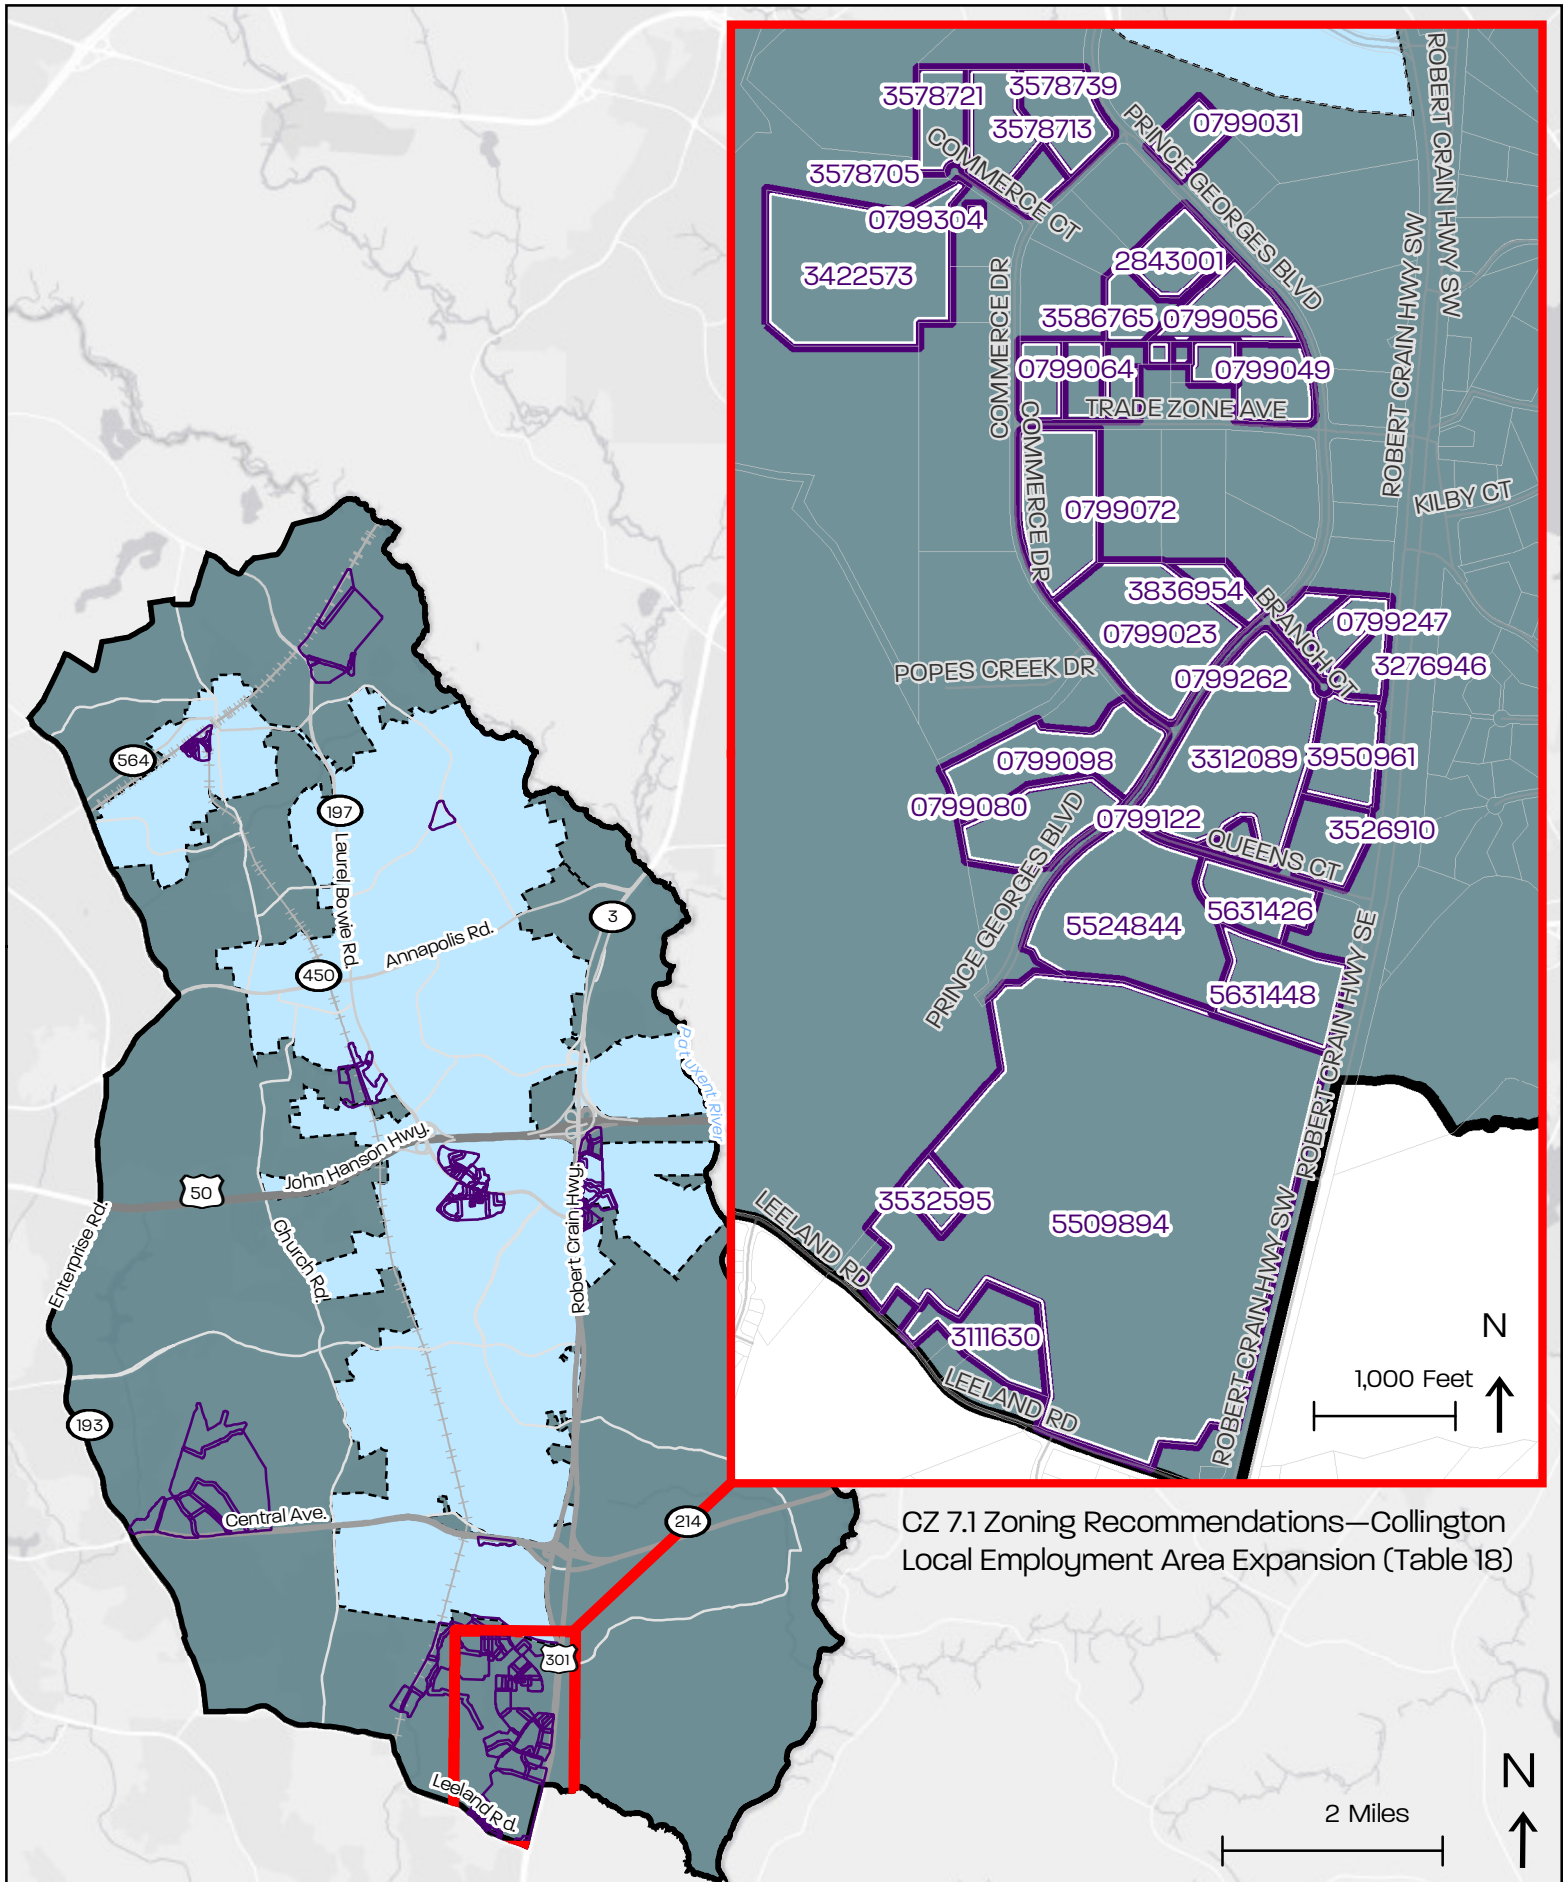 3578721
3578739
3578713
0799031
3578705
0799304
3422573
COMMERCE CT
PRINCE GEORGES BLVD
ROBERT CRAIN HWY SW
ROBERT CRAIN HWY SW
2843001
3586765
0799056
COMMERCE DR
0799064
0799049
TRADE ZONE AVE
COMMERCE DR
KILBY CT
0799072
3836954
BRANCH CT
0799247
0799023
3276946
POPES CREEK DR
0799262
0799098
3312089
3950961
0799080
0799122
3526910
QUEENS CT
PRINCE GEORGES BLVD
5631426
5524844
5631448
ROBERT CRAIN HWY SE
3532595
5509894
LEELAND RD
3111630
LEELAND RD
ROBERT CRAIN HWY SW
N
1,000 Feet
564
197
Laurel Bowie Rd.
3
Annapolis Rd.
450
Patuxent River
John Hanson Hwy.
50
Enterprise Rd.
Church Rd.
Robert Crain Hwy.
193
Central Ave.
214
301
Leeland Rd.
CZ 7.1 Zoning Recommendations—Collington
Local Employment Area Expansion (Table 18)
N
2 Miles